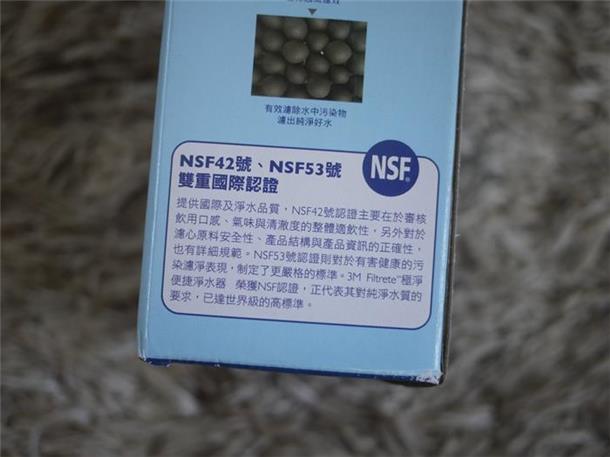 有效濾除水中污染物
濾出純淨好水
NSF42號、NSF53號
雙重國際認證
NSF
提供國際及淨水品質，NSF42號認證主要在於審核
飲用口感、氣味與清澈度的整體適飲性，另外對於
濾心原料安全性、產品結構與產品資訊的正確性，
也有詳細規範。NSF53號認證則對於有害健康的污
染濾淨表現，制定了更嚴格的標準。3M Filtrete™極淨
便捷淨水器 榮獲NSF認證，正代表其對純淨水質的
要求，已達世界級的高標準。